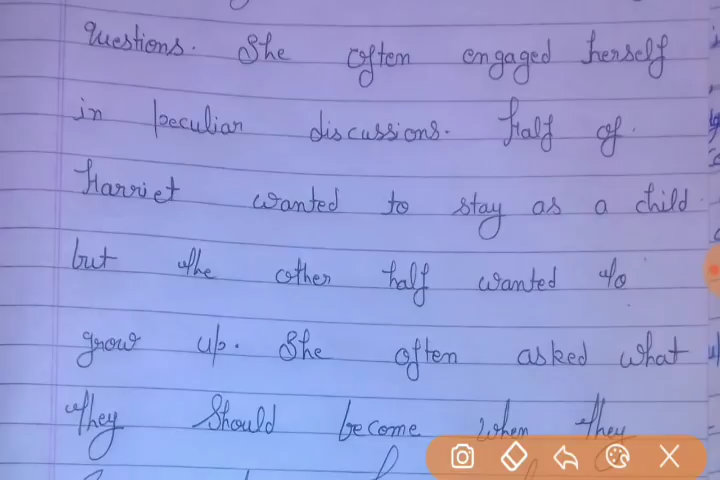 Questions. She often engaged herself
in peculiar discussions. Half of
Harriet wanted to stay as a child
but the other half wanted to
grow up. She often asked what
they should become when they